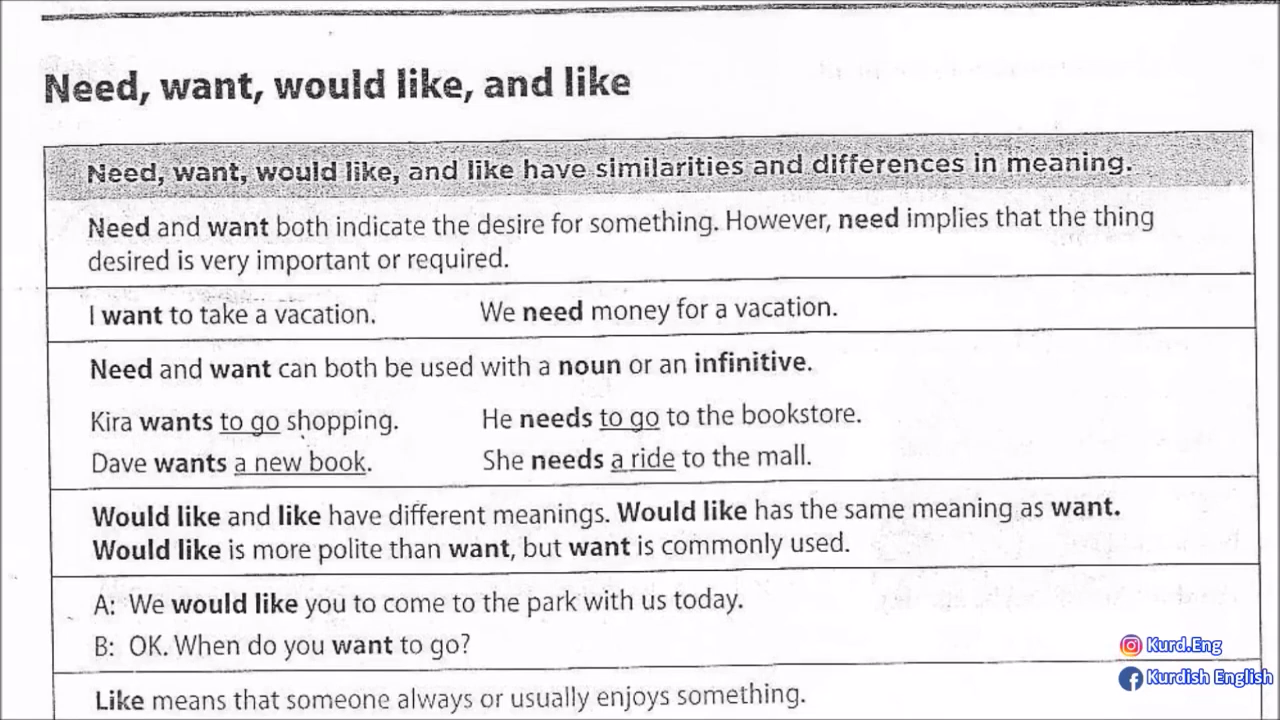 Need, want, would like, and like
Need, want, would like, and like have similarities and differences in meaning.
Need and want both indicate the desire for something. However, need implies that the thing
desired is very important or required.
I want to take a vacation. We need money for a vacation.
Need and want can both be used with a noun or an infinitive.
Kira wants to go shopping. He needs to go to the bookstore.
Dave wants a new book. She needs a ride to the mall.
Would like and like have different meanings. Would like has the same meaning as want.
Would like is more polite than want, but want is commonly used.
A: We would like you to come to the park with us today.
B: OK. When do you want to go?
Kurd.Eng
Kurdish English
Like means that someone always or usually enjoys something.